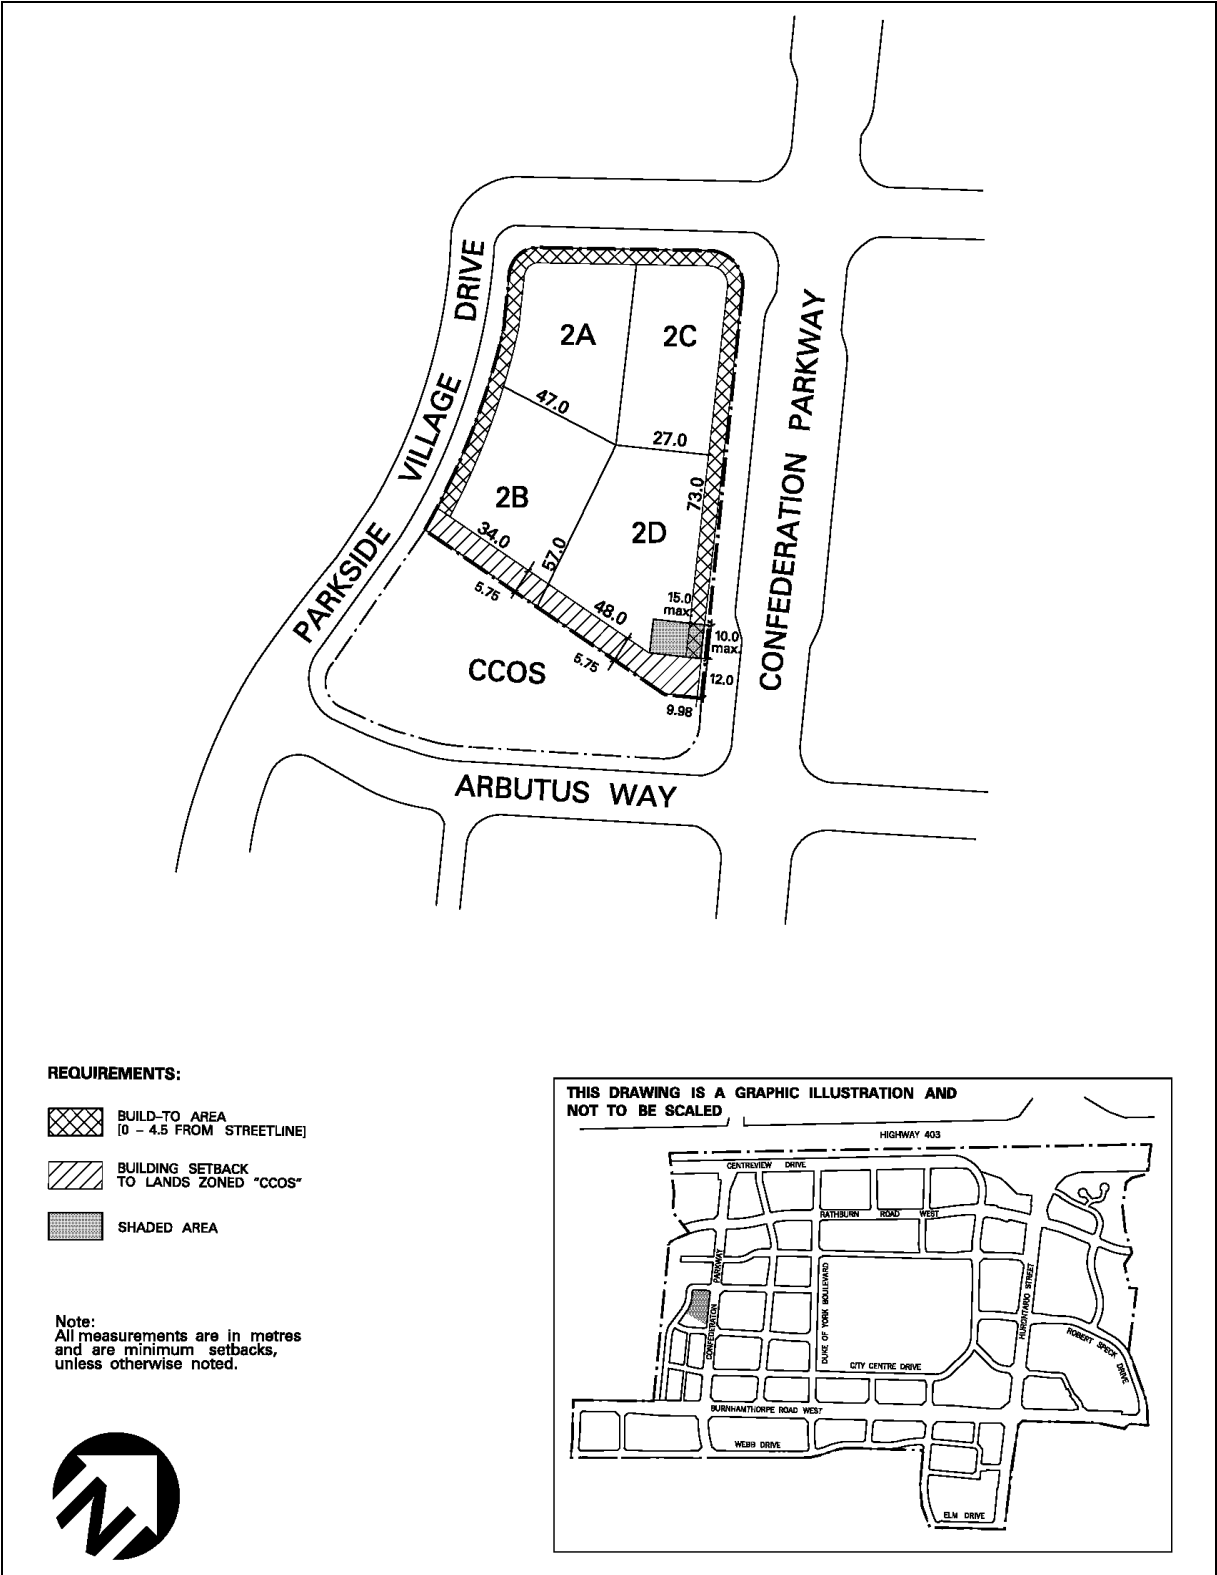 PARKSIDE VILLAGE DRIVE
CONFEDERATION PARKWAY
2A
2C
47.0
27.0
2B
73.0
2D
34.0
57.0
5.75
48.0
15.0
max.
10.0
max.
5.75
12.0
9.98
CCOS
ARBUTUS WAY
REQUIREMENTS:
BUILD-TO AREA
[0 - 4.5 FROM STREETLINE]
BUILDING SETBACK
TO LANDS ZONED "CCOS"
SHADED AREA
Note:
All measurements are in metres
and are minimum setbacks,
unless otherwise noted.
N
THIS DRAWING IS A GRAPHIC ILLUSTRATION AND
NOT TO BE SCALED
HIGHWAY 403
CENTREVIEW DRIVE
RATHBURN ROAD WEST
CONFEDERATON PARKWAY
DUKE OF YORK BOULEVARD
HURONTARIO STREET
ROBERT SPECK DRIVE
CITY CENTRE DRIVE
BURNHAMTHORPE ROAD WEST
WEBB DRIVE
ELM DRIVE